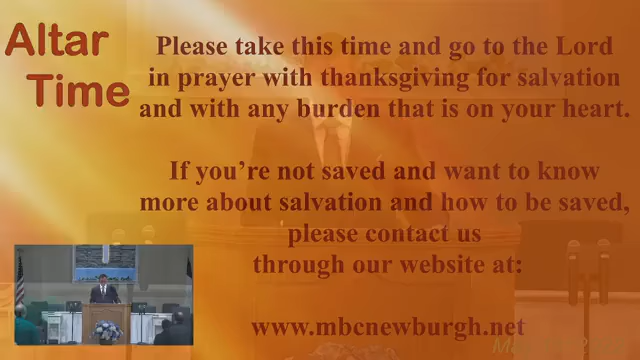 Altar
Time
Please take this time and go to the Lord
in prayer with thanksgiving for salvation
and with any burden that is on your heart.
If you're not saved and want to know
more about salvation and how to be saved,
please contact us
through our website at:
www.mbcnewburgh.net